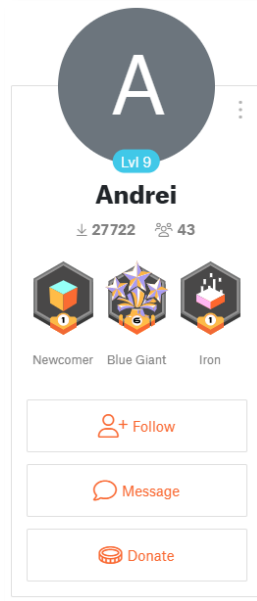 A
Lvl 9
Andrei
27722 43
1 6 1
Newcomer Blue Giant Iron
Follow
Message
Donate